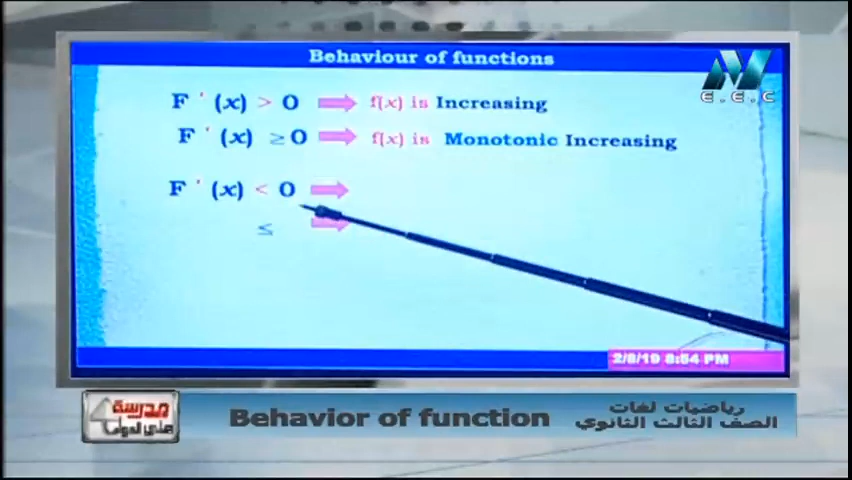 Behaviour of functions
E.E.C
F ' (x) > 0 ⇒ f(x) is Increasing
F ' (x) ≥ 0 ⇒ f(x) is Monotonic Increasing
F ' (x) < 0 ⇒
≤ ⇒
2/8/19 8:54 PM
مدرسة
على الهواء
Behavior of function
رياضيات لغات
الصف الثالث الثانوي